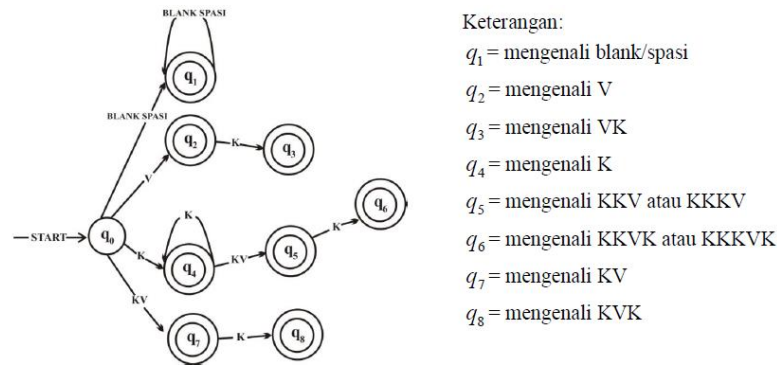 BLANK SPASI
q1
BLANK SPASI
q2
K
q3
V
START
q0
K
K
q4
KV
q5
K
q6
KV
q7
K
q8
Keterangan:
q1 = mengenali blank/spasi
q2 = mengenali V
q3 = mengenali VK
q4 = mengenali K
q5 = mengenali KKV atau KKKV
q6 = mengenali KKVK atau KKKVK
q7 = mengenali KV
q8 = mengenali KVK